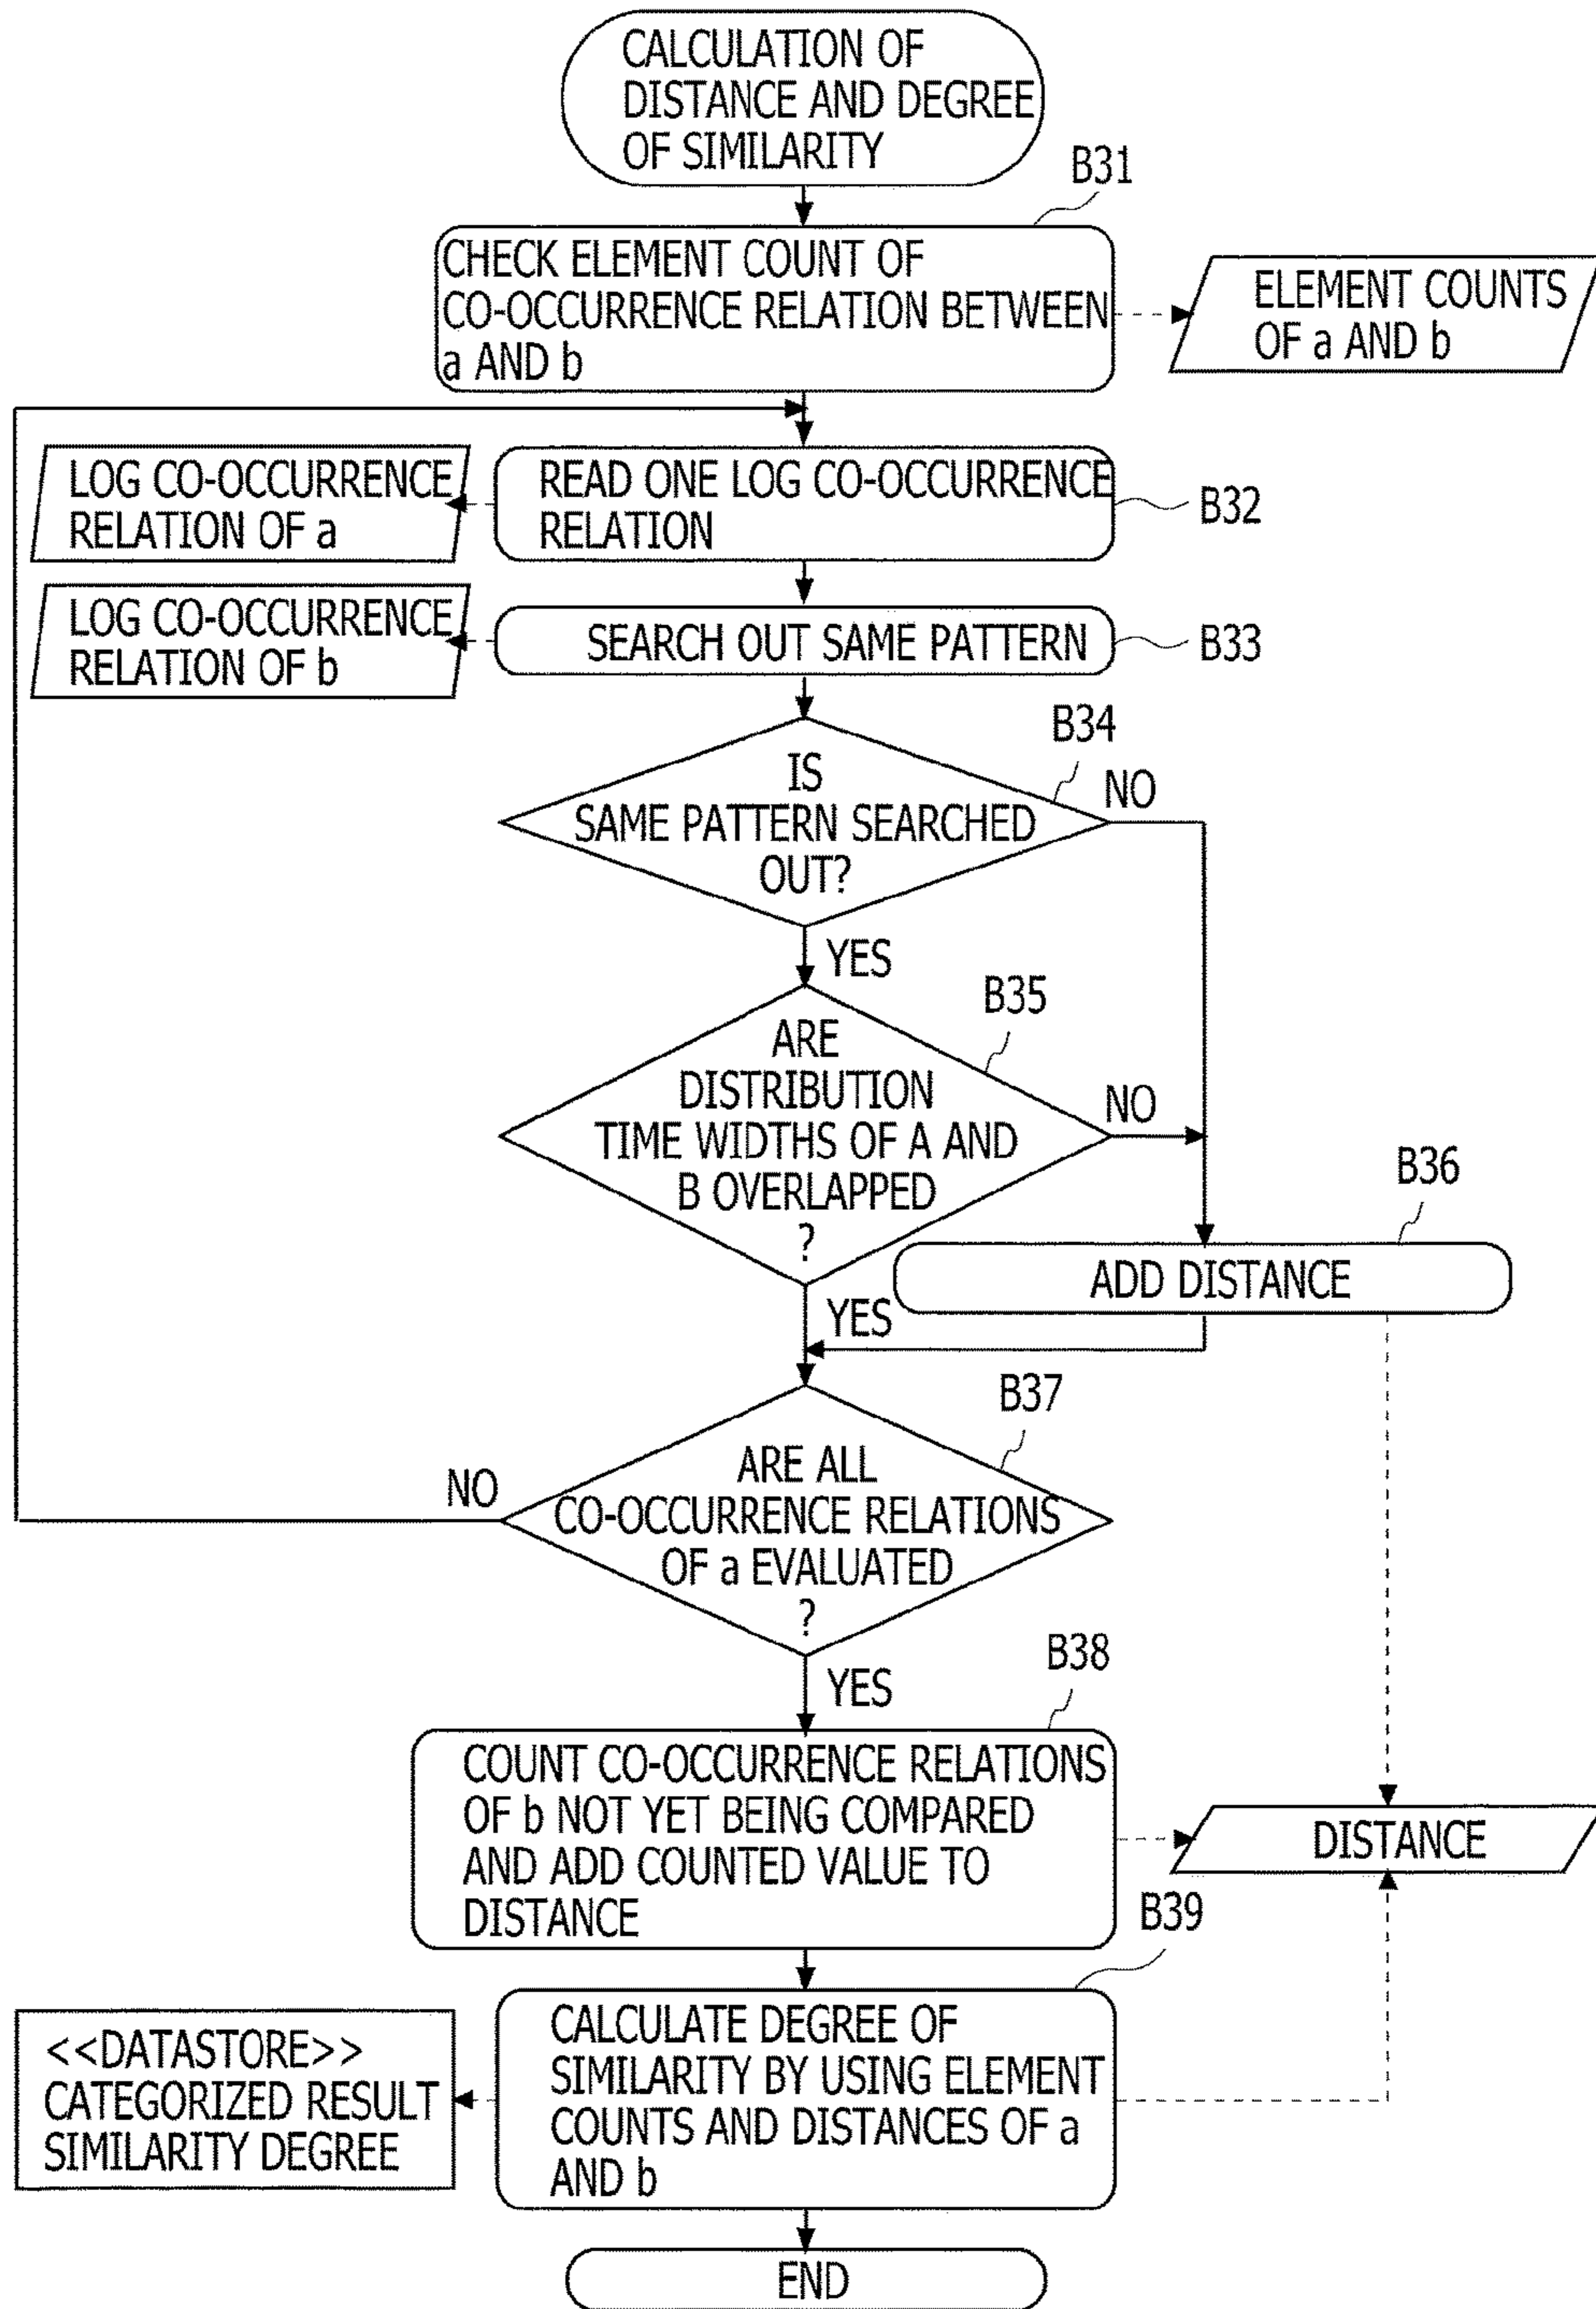 CALCULATION OF
DISTANCE AND DEGREE
OF SIMILARITY
B31
CHECK ELEMENT COUNT OF
CO-OCCURRENCE RELATION BETWEEN
a AND b
ELEMENT COUNTS
OF a AND b
LOG CO-OCCURRENCE
RELATION OF a
READ ONE LOG CO-OCCURRENCE
RELATION
B32
LOG CO-OCCURRENCE
RELATION OF b
SEARCH OUT SAME PATTERN
B33
B34
IS
SAME PATTERN SEARCHED
OUT?
NO
YES
B35
ARE
DISTRIBUTION
TIME WIDTHS OF A AND
B OVERLAPPED
?
NO
B36
ADD DISTANCE
YES
B37
ARE ALL
CO-OCCURRENCE RELATIONS
OF a EVALUATED
?
NO
YES
B38
COUNT CO-OCCURRENCE RELATIONS
OF b NOT YET BEING COMPARED
AND ADD COUNTED VALUE TO
DISTANCE
DISTANCE
B39
CALCULATE DEGREE OF
SIMILARITY BY USING ELEMENT
COUNTS AND DISTANCES OF a
AND b
<<DATASTORE>>
CATEGORIZED RESULT
SIMILARITY DEGREE
END